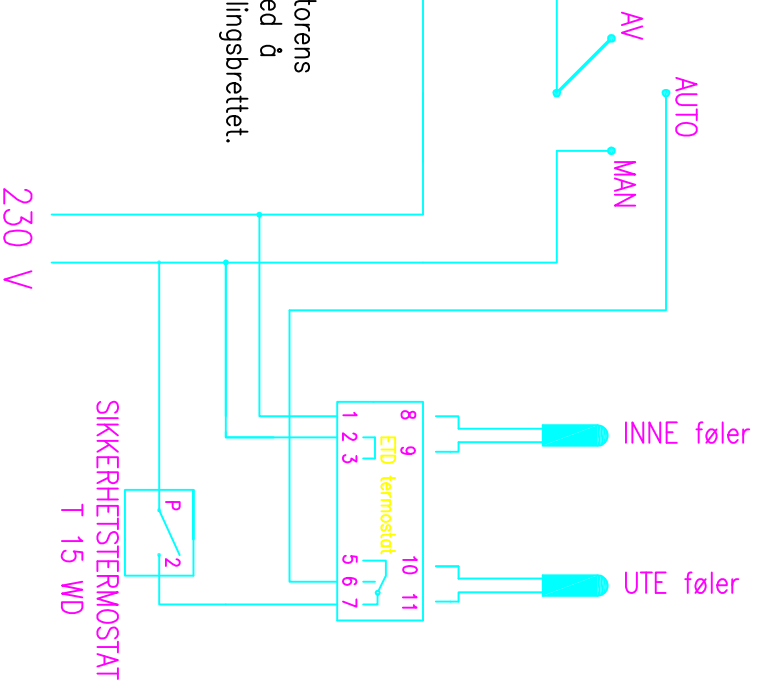 torens
ed å
lingsbrettet.
AV
AUTO
MAN
230 V
INNE føler
UTE føler
8
9
10
11
1
2
3
ETD termostat
5
6
7
P
2
SIKKERHETSTERMOSTAT
T 15 WD